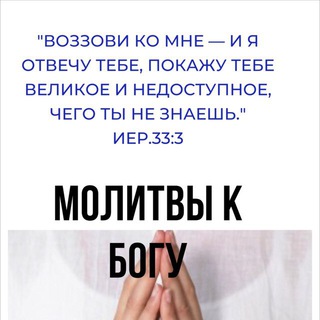 "ВОЗЗОВИ КО МНЕ — И Я
ОТВЕЧУ ТЕБЕ, ПОКАЖУ ТЕБЕ
ВЕЛИКОЕ И НЕДОСТУПНОЕ,
ЧЕГО ТЫ НЕ ЗНАЕШЬ."
ИЕР.33:3
МОЛИТВЫ К
БОГУ